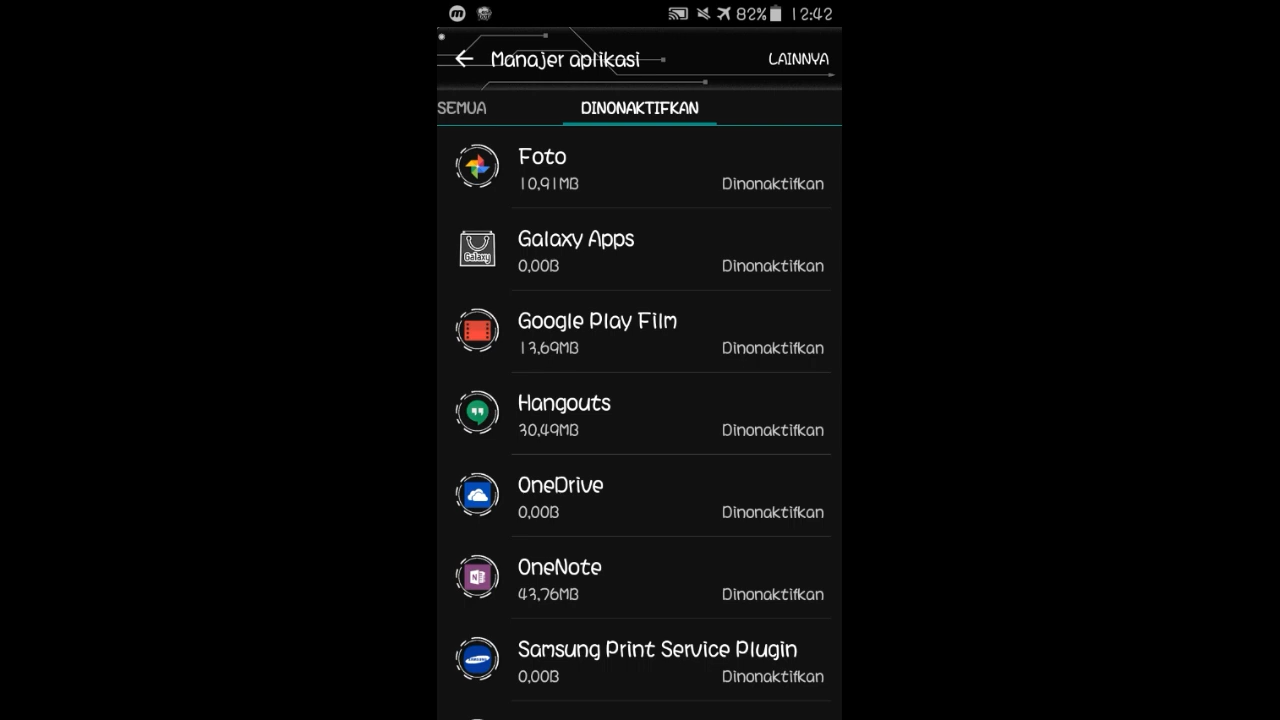 82% 12:42
Manajer aplikasi LAINNYA
SEMUA DINONAKTIFKAN
Foto
10,91MB Dinonaktifkan
Galaxy Apps
Galaxy
0,00B Dinonaktifkan
Google Play Film
13,69MB Dinonaktifkan
Hangouts
30,49MB Dinonaktifkan
OneDrive
0,00B Dinonaktifkan
OneNote
N
43,76MB Dinonaktifkan
Samsung Print Service Plugin
SAMSUNG
0,00B Dinonaktifkan